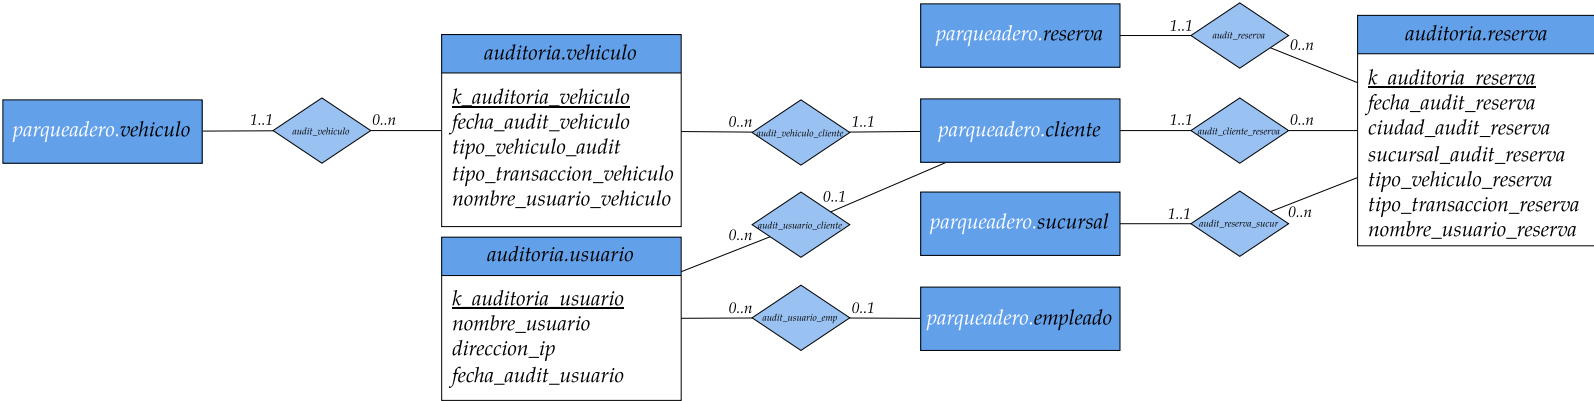 parqueadero.vehiculo
1..1
audit_vehiculo
0..n
auditoria.vehiculo
k_auditoria_vehiculo
fecha_audit_vehiculo
tipo_vehiculo_audit
tipo_transaccion_vehiculo
nombre_usuario_vehiculo
auditoria.usuario
k_auditoria_usuario
nombre_usuario
direccion_ip
fecha_audit_usuario
0..n
audit_vehiculo_cliente
1..1
0..1
audit_usuario_cliente
0..n
0..n
audit_usuario_emp
0..1
parqueadero.reserva
parqueadero.cliente
parqueadero.sucursal
parqueadero.empleado
1..1
audit_reserva
0..n
1..1
audit_cliente_reserva
0..n
1..1
audit_reserva_sucur
0..n
auditoria.reserva
k_auditoria_reserva
fecha_audit_reserva
ciudad_audit_reserva
sucursal_audit_reserva
tipo_vehiculo_reserva
tipo_transaccion_reserva
nombre_usuario_reserva